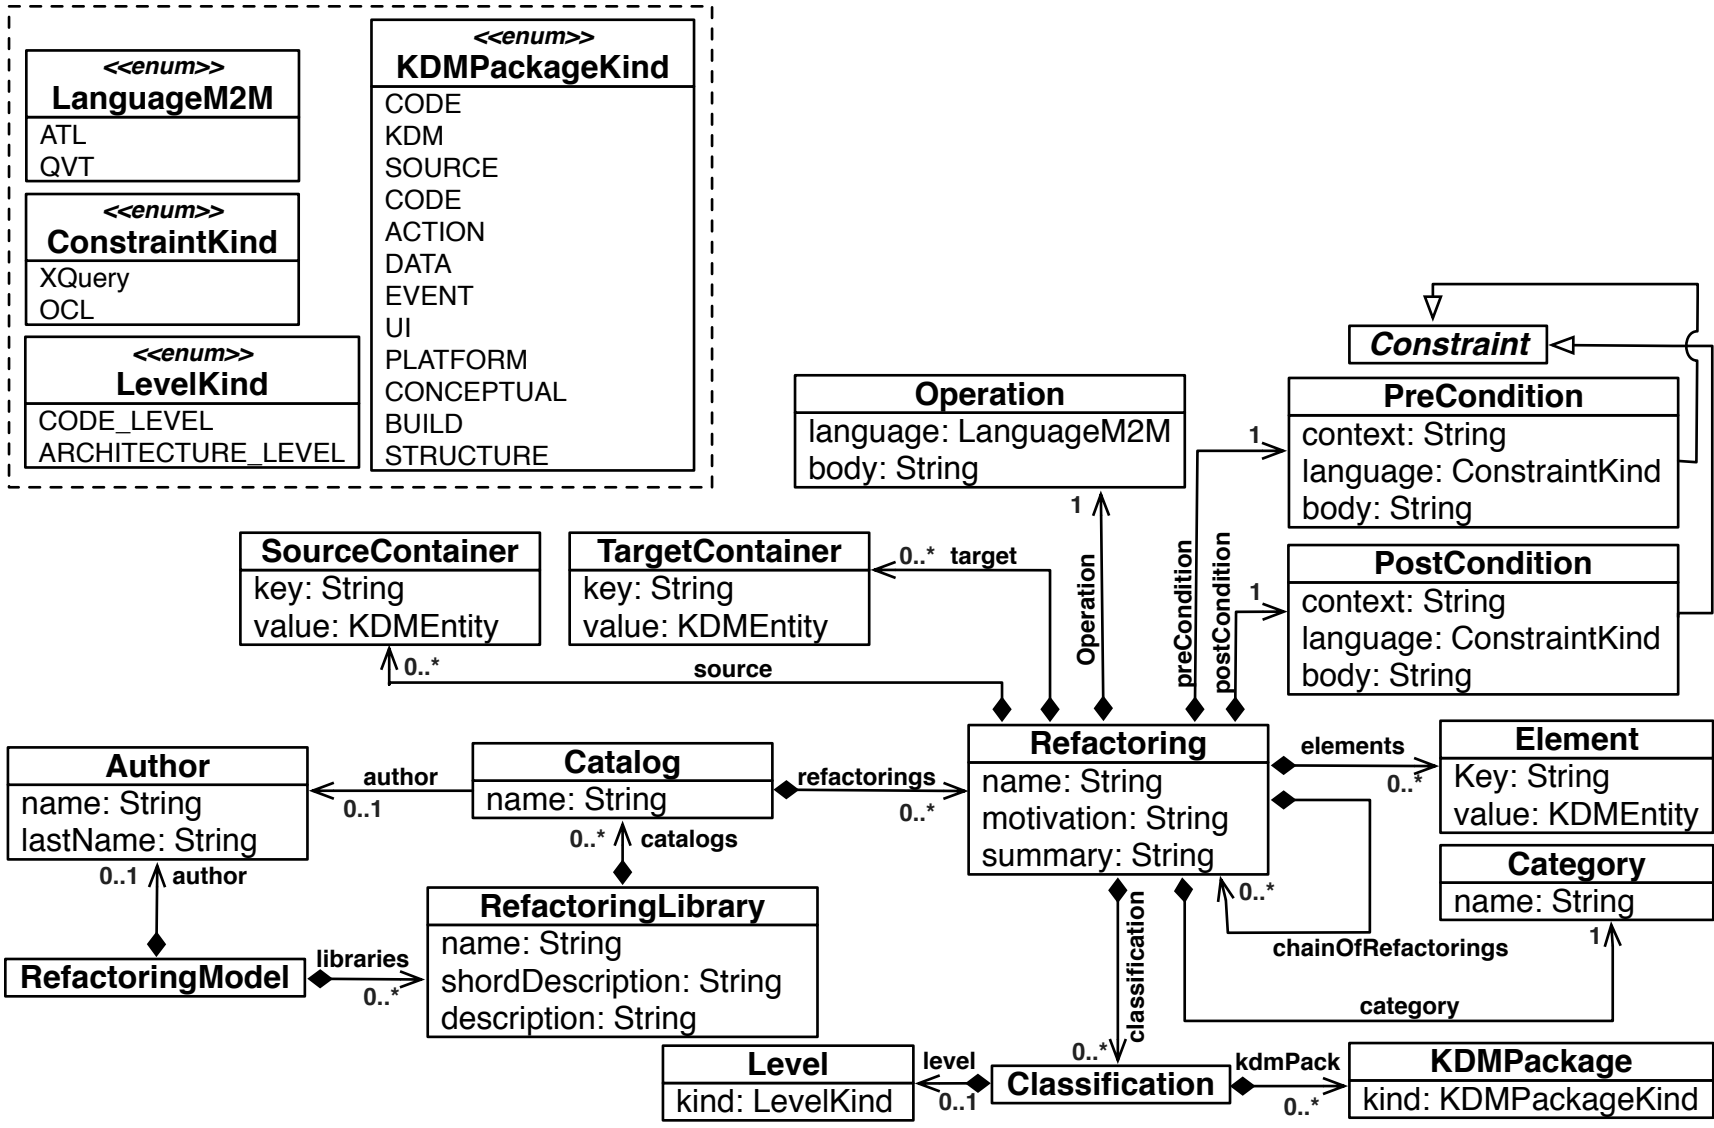 <<enum>>
LanguageM2M
ATL
QVT
<<enum>>
ConstraintKind
XQuery
OCL
<<enum>>
LevelKind
CODE_LEVEL
ARCHITECTURE_LEVEL
<<enum>>
KDMPackageKind
CODE
KDM
SOURCE
CODE
ACTION
DATA
EVENT
UI
PLATFORM
CONCEPTUAL
BUILD
STRUCTURE
Constraint
Operation
language: LanguageM2M
body: String
1
Operation
PreCondition
context: String
language: ConstraintKind
body: String
1
preCondition
PostCondition
context: String
language: ConstraintKind
body: String
1
postCondition
SourceContainer
key: String
value: KDMEntity
0..*
source
TargetContainer
key: String
value: KDMEntity
0..* target
Author
name: String
lastName: String
author
0..1
Catalog
name: String
refactorings
0..*
Refactoring
name: String
motivation: String
summary: String
elements
0..*
Element
Key: String
value: KDMEntity
0..*
chainOfRefactorings
Category
name: String
1
category
0..1 author
0..* catalogs
RefactoringModel
libraries
0..*
RefactoringLibrary
name: String
shordDescription: String
description: String
classification
0..*
Level
kind: LevelKind
level
0..1
Classification
kdmPack
0..*
KDMPackage
kind: KDMPackageKind